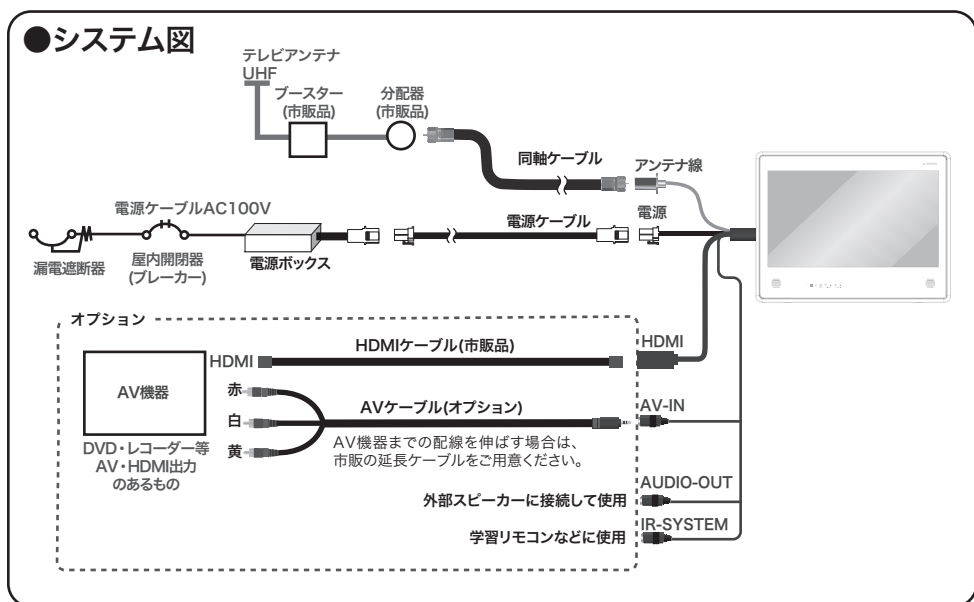 ●システム図
テレビアンテナ
UHF
ブースター
(市販品)
分配器
(市販品)
同軸ケーブル
アンテナ線
電源ケーブルAC100V
電源ケーブル
電源
漏電遮断器
屋内開閉器
(ブレーカー)
電源ボックス
オプション
HDMI
HDMIケーブル(市販品)
HDMI
AV機器
赤
白
黄
AVケーブル(オプション)
AV-IN
AV機器までの配線を伸ばす場合は、
市販の延長ケーブルをご用意ください。
DVD・レコーダー等
AV・HDMI出力
のあるもの
外部スピーカーに接続して使用
AUDIO-OUT
学習リモコンなどに使用
IR-SYSTEM